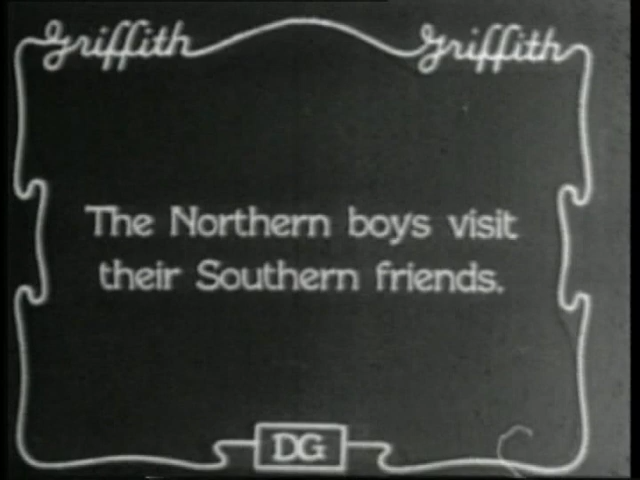 Griffith Griffith
The Northern boys visit
their Southern friends.
DG